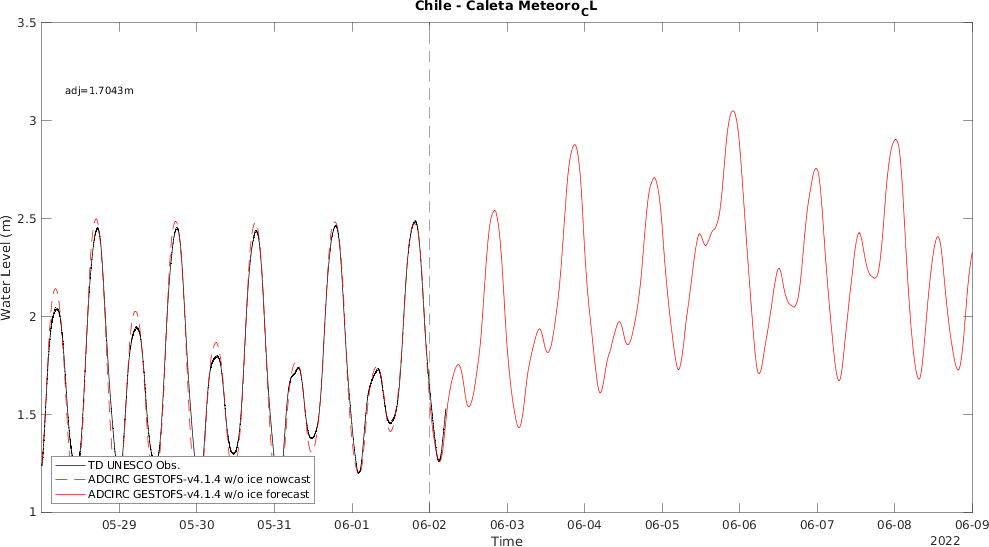 Chile - Caleta Meteoro_CL
3.5
adj=1.7043m
3
2.5
Water Level (m)
2
1.5
TD UNESCO Obs.
ADCIRC GESTOFS-v4.1.4 w/o ice nowcast
ADCIRC GESTOFS-v4.1.4 w/o ice forecast
1
05-29 05-30 05-31 06-01 06-02 06-03 06-04 06-05 06-06 06-07 06-08 06-09
Time
2022